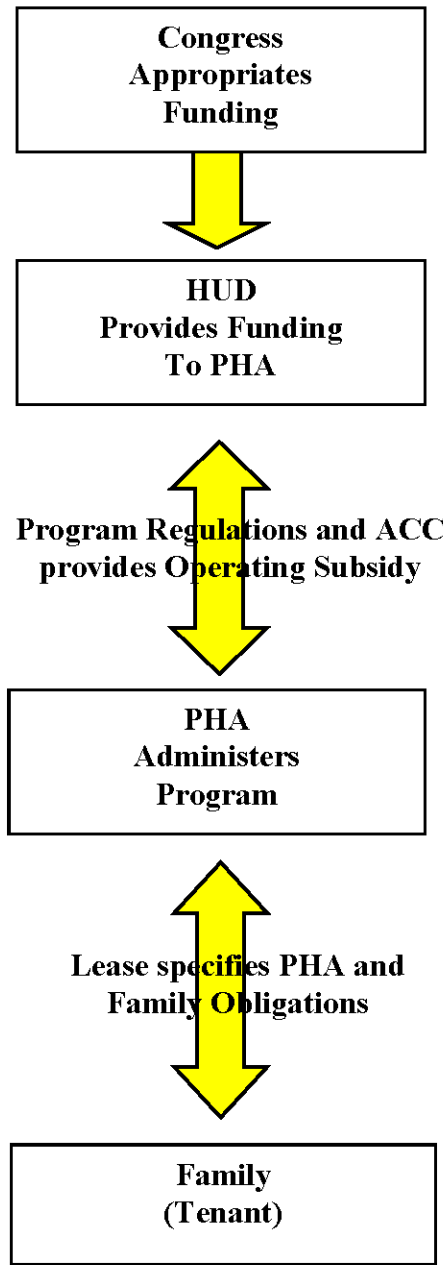 Congress
Appropriates
Funding
HUD
Provides Funding
To PHA
Program Regulations and ACC
provides Operating Subsidy
PHA
Administers
Program
Lease specifies PHA and
Family Obligations
Family
(Tenant)